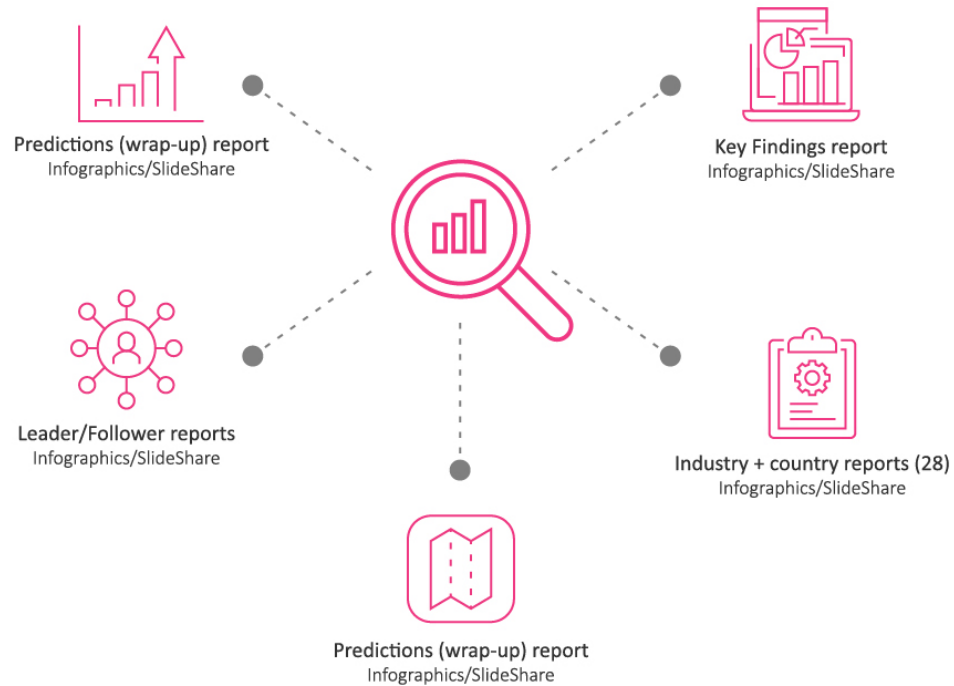 Predictions (wrap-up) report
Infographics/SlideShare
Key Findings report
Infographics/SlideShare
Leader/Follower reports
Infographics/SlideShare
Industry + country reports (28)
Infographics/SlideShare
Predictions (wrap-up) report
Infographics/SlideShare